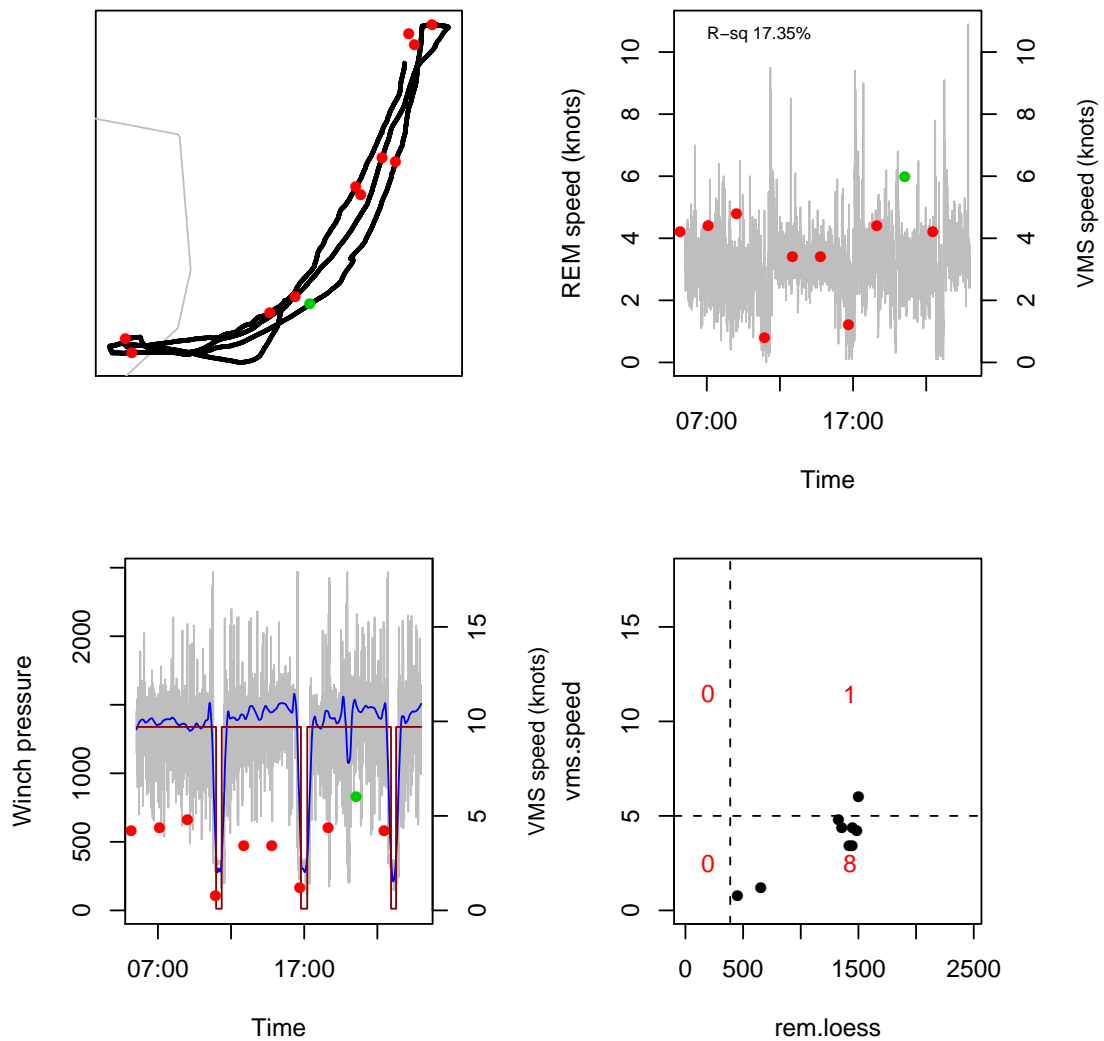 R−sq 17.35%
REM speed (knots)
0 2 4 6 8 10
VMS speed (knots)
0 2 4 6 8 10
07:00 17:00
Time
Winch pressure
0 500 1000 2000
VMS speed (knots)
0 5 10 15
07:00 17:00
Time
vms.speed
0 5 10 15
0 1
0 8
0 500 1500 2500
rem.loess